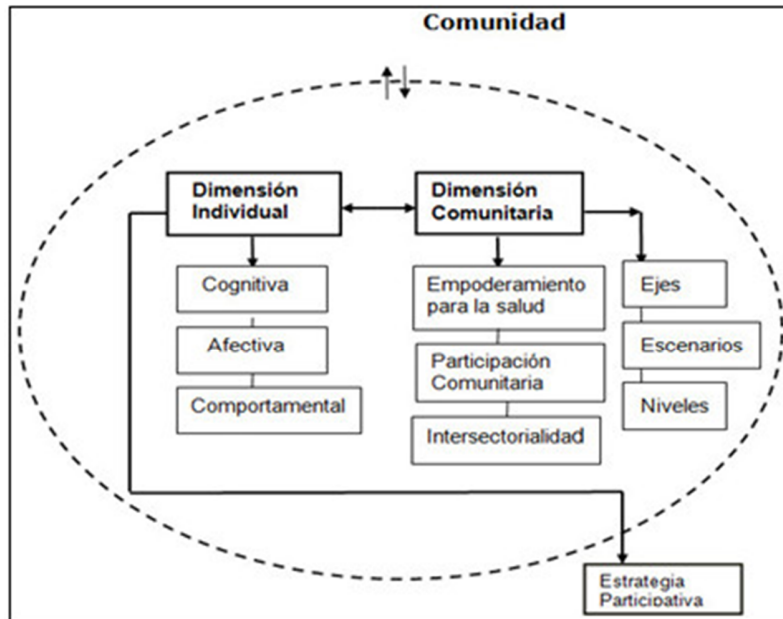 Comunidad
Dimensión
Individual
Dimensión
Comunitaria
Cognitiva
Afectiva
Comportamental
Empoderamiento
para la salud
Participación
Comunitaria
Intersectorialidad
Ejes
Escenarios
Niveles
Estrategia
Participativa